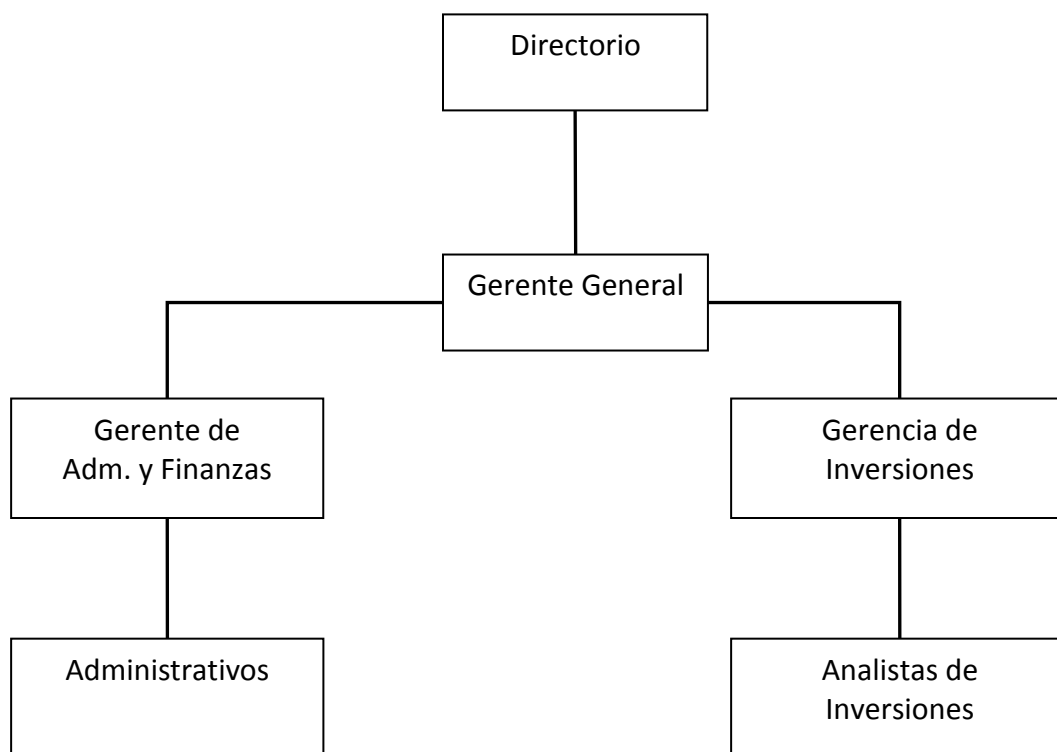 Directorio
Gerente General
Gerente de
Adm. y Finanzas
Gerencia de
Inversiones
Administrativos
Analistas de
Inversiones